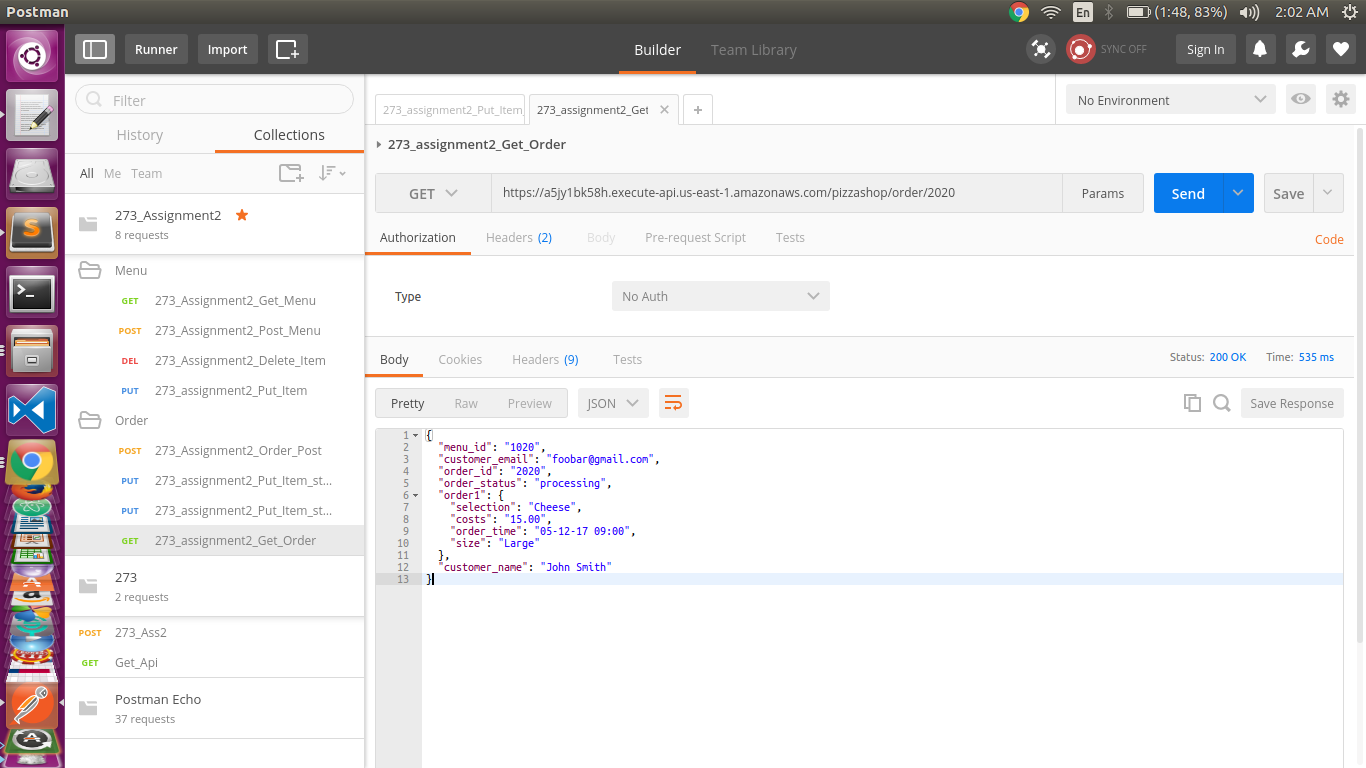 Postman
En
(1:48, 83%)
2:02 AM
Runner
Import
Builder
Team Library
SYNC OFF
Sign In
Filter
History
Collections
All
Me
Team
273_Assignment2
8 requests
Menu
GET 273_Assignment2_Get_Menu
POST 273_Assignment2_Post_Menu
DEL 273_Assignment2_Delete_Item
PUT 273_assignment2_Put_Item
Order
POST 273_Assignment2_Order_Post
PUT 273_assignment2_Put_Item_st...
PUT 273_assignment2_Put_Item_st...
GET 273_assignment2_Get_Order
273
2 requests
POST 273_Ass2
GET Get_Api
Postman Echo
37 requests
273_assignment2_Put_Item
273_assignment2_Get
No Environment
273_assignment2_Get_Order
GET
https://a5jy1bk58h.execute-api.us-east-1.amazonaws.com/pizzashop/order/2020
Params
Send
Save
Authorization
Headers (2)
Body
Pre-request Script
Tests
Code
Type
No Auth
Body
Cookies
Headers (9)
Tests
Status: 200 OK
Time: 535 ms
Pretty
Raw
Preview
JSON
Save Response
1 {
2 "menu_id": "1020",
3 "customer_email": "foobar@gmail.com",
4 "order_id": "2020",
5 "order_status": "processing",
6 "order1": {
7 "selection": "Cheese",
8 "costs": "15.00",
9 "order_time": "05-12-17 09:00",
10 "size": "Large"
11 },
12 "customer_name": "John Smith"
13 }